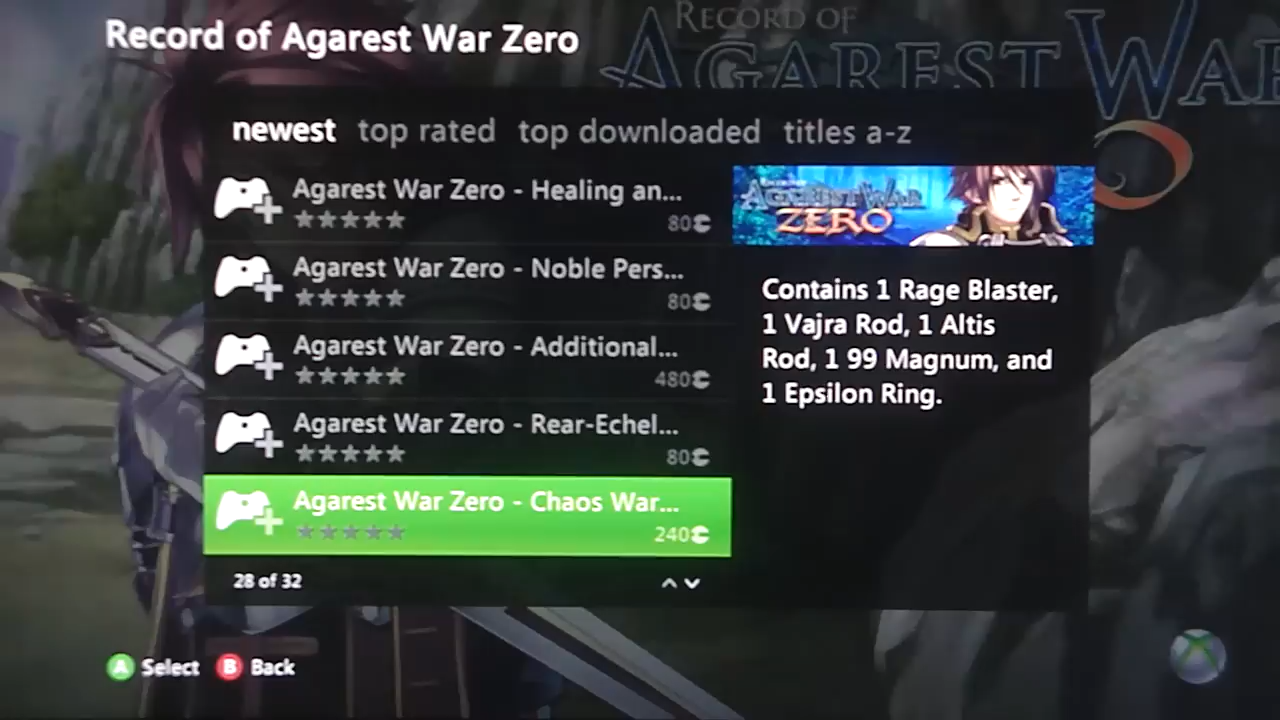 Record of Agarest War Zero
RECORD OF
AGAREST WAR
newest top rated top downloaded titles a-z
Agarest War Zero - Healing an...
80
Agarest War Zero - Noble Pers...
80
Agarest War Zero - Additional...
480
Agarest War Zero - Rear-Echel...
80
Agarest War Zero - Chaos War...
240
28 of 32
AGAREST WAR
ZERO
Contains 1 Rage Blaster,
1 Vajra Rod, 1 Altis
Rod, 1 99 Magnum, and
1 Epsilon Ring.
A Select B Back